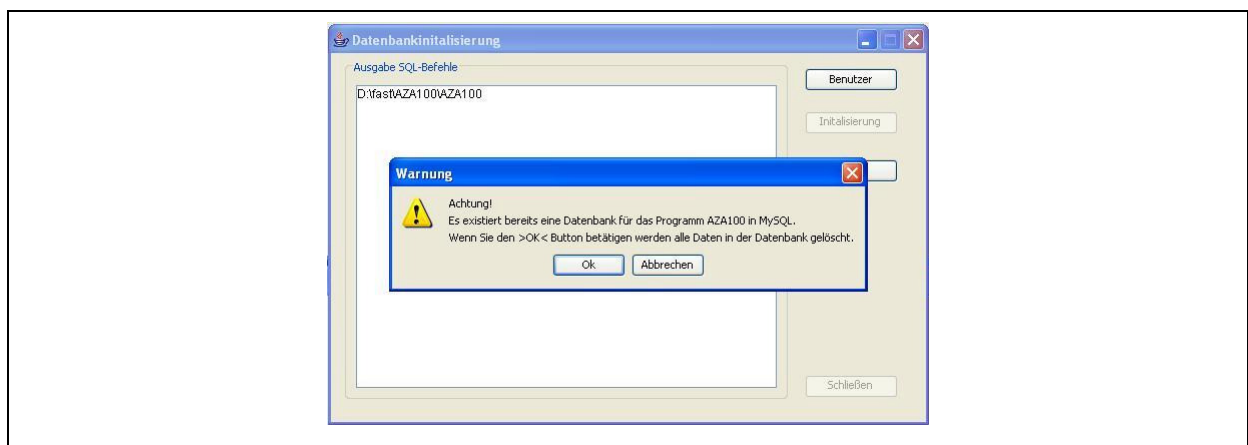 Datenbankinitalisierung
Ausgabe SQL-Befehle
Benutzer
D:\fast\AZA100\AZA100
Initalisierung
Warnung
Achtung!
Es existiert bereits eine Datenbank für das Programm AZA100 in MySQL.
Wenn Sie den >OK< Button betätigen werden alle Daten in der Datenbank gelöscht.
Ok
Abbrechen
Schließen